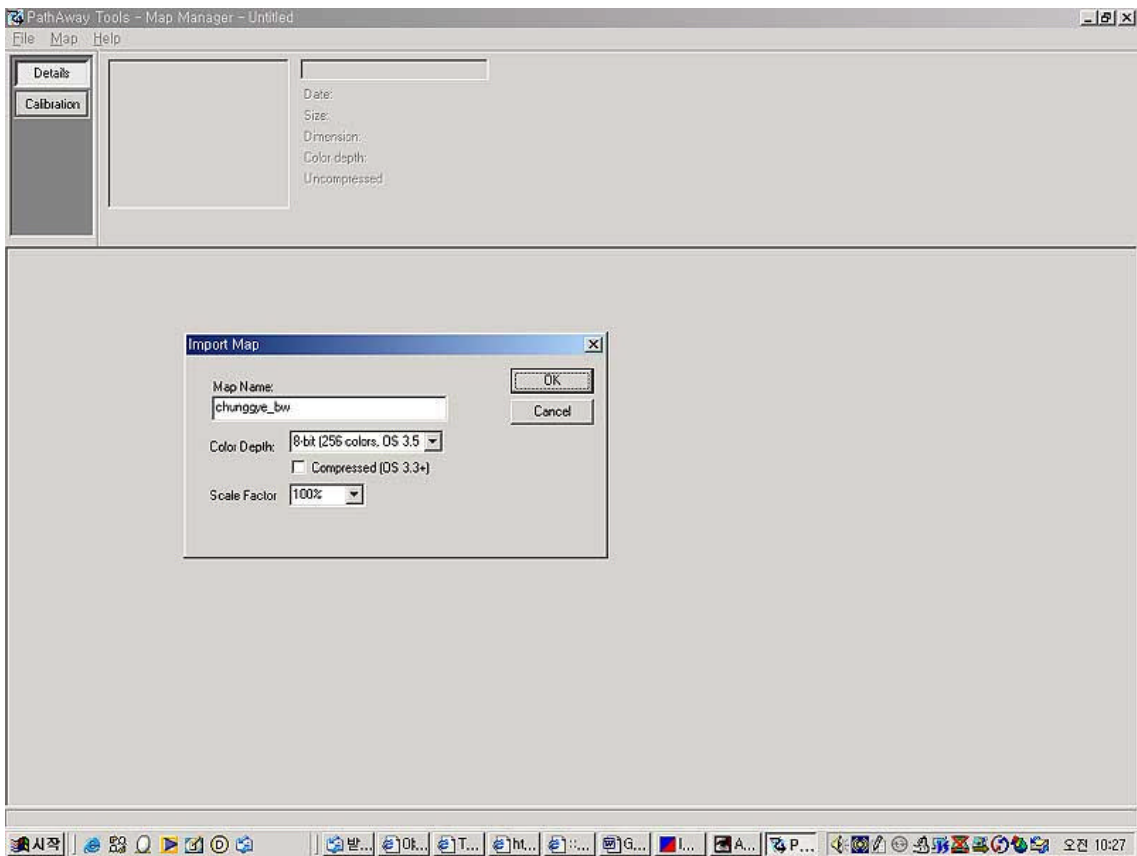 PathAway Tools - Map Manager - Untitled
File Map Help
Details
Calibration
Date:
Size:
Dimension:
Color depth:
Uncompressed
Import Map
Map Name:
chunggye_bw
OK
Cancel
Color Depth:
8-bit (256 colors, OS 3.5
Compressed (OS 3.3+)
Scale Factor
100%
시작
받...
T...
ht...
::...
G...
I...
A...
P...
오전 10:27